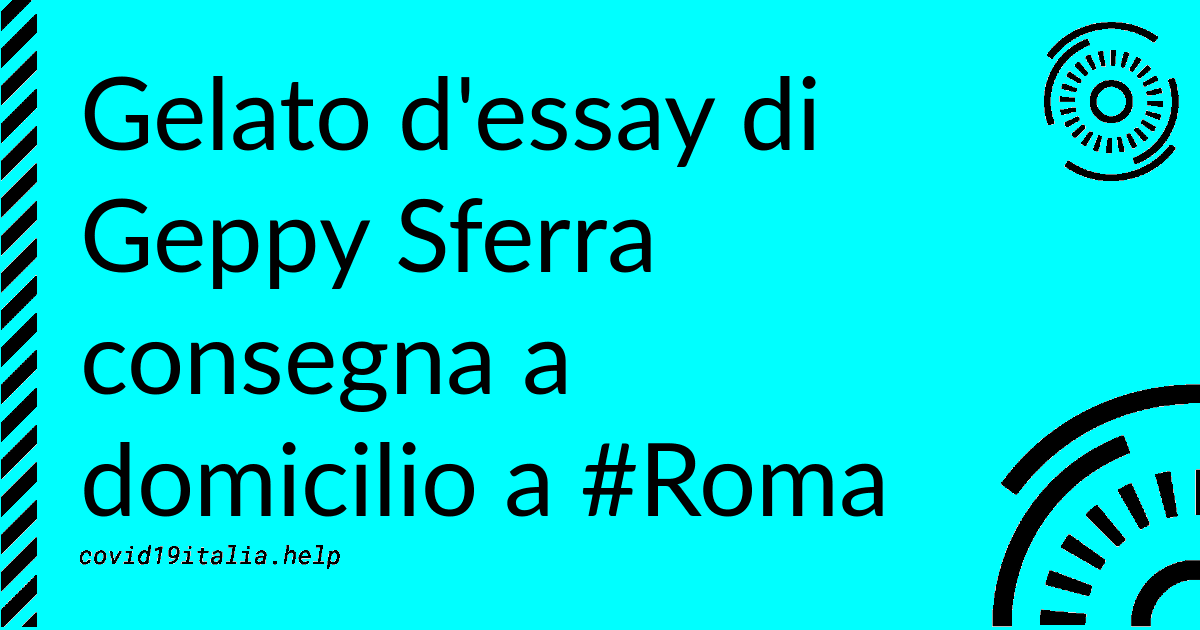 Gelato d'essay di
Geppy Sferra
consegna a
domicilio a #Roma
covid19italia.help